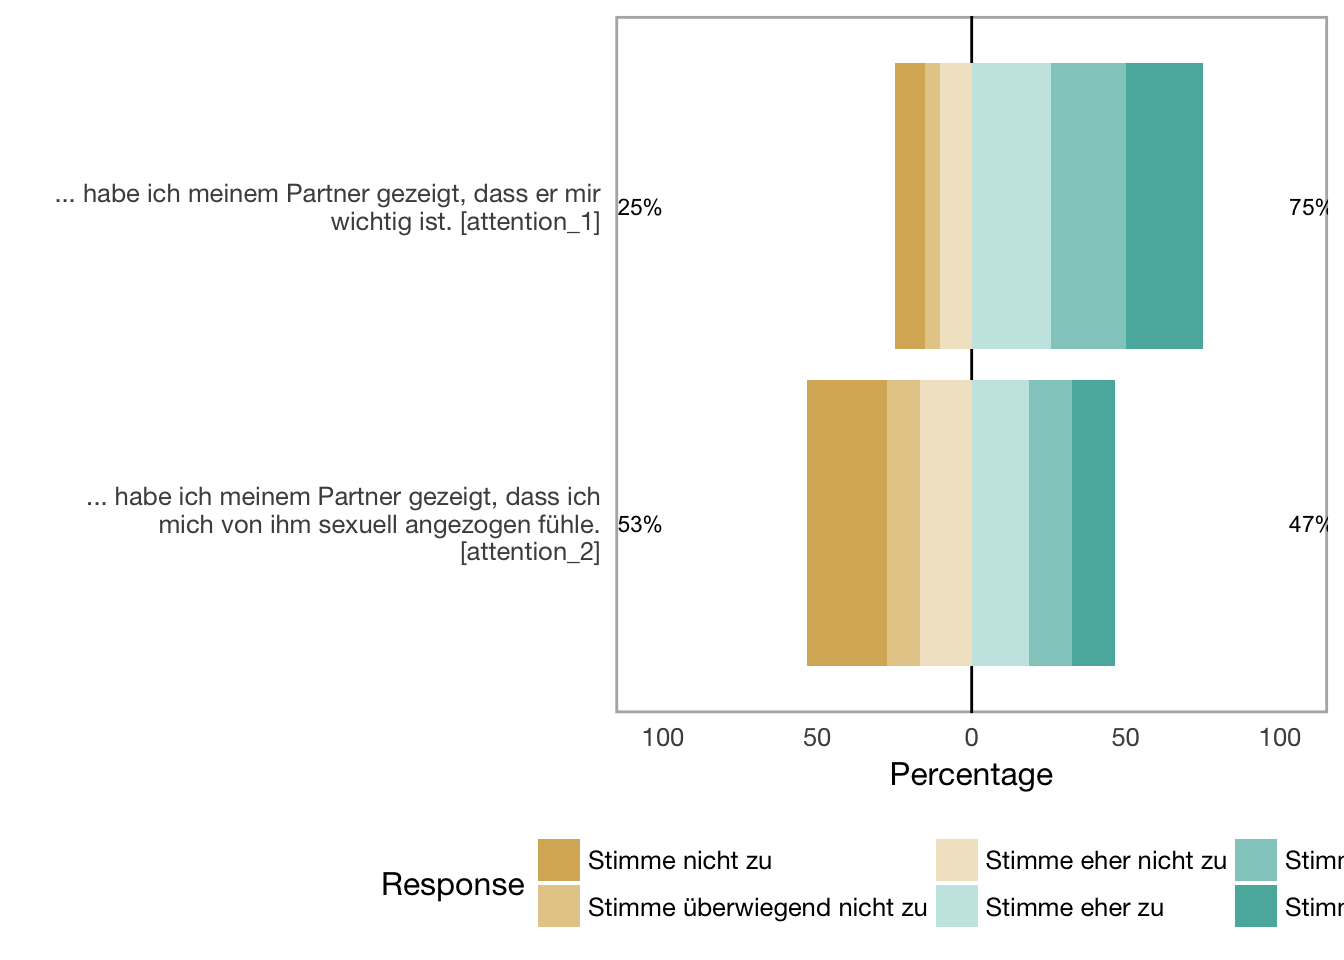 ... habe ich meinem Partner gezeigt, dass er mir
wichtig ist. [attention_1]
25%
75%
... habe ich meinem Partner gezeigt, dass ich
mich von ihm sexuell angezogen fühle.
[attention_2]
53%
47%
100 50 0 50 100
Percentage
Response
Stimme nicht zu
Stimme überwiegend nicht zu
Stimme eher nicht zu
Stimme eher zu